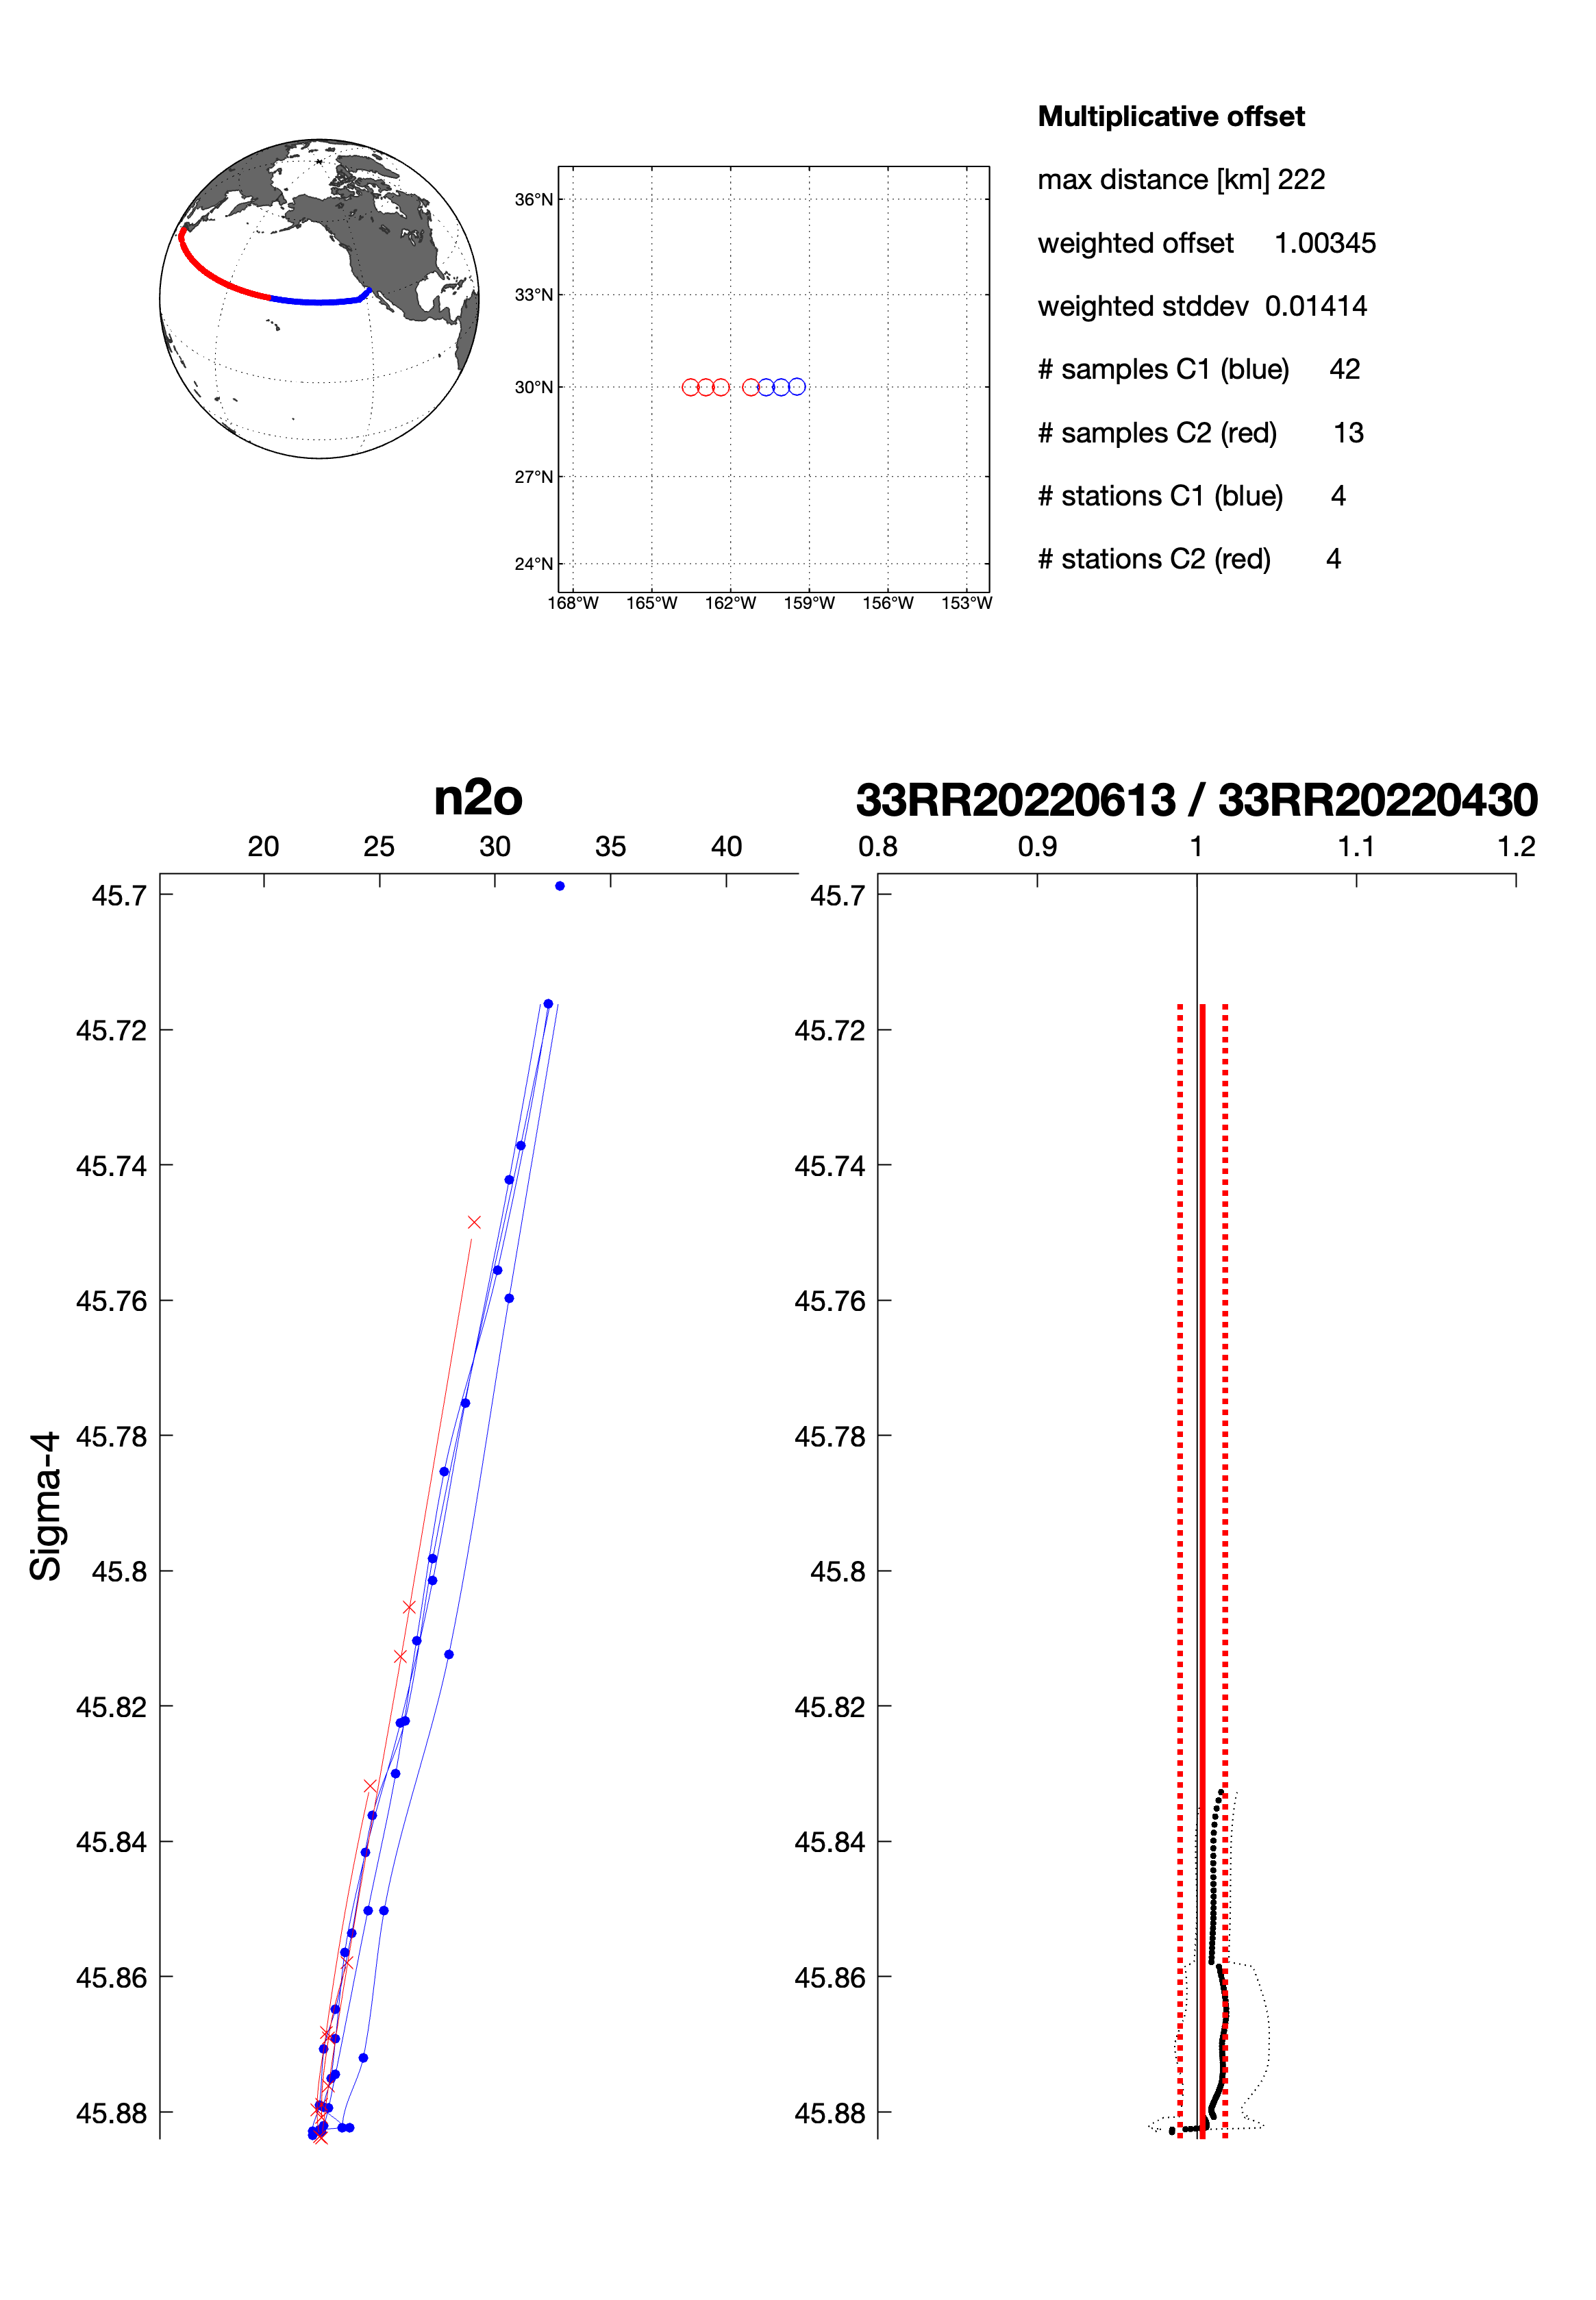 Multiplicative offset
max distance [km] 222
weighted offset 1.00345
weighted stddev 0.01414
# samples C1 (blue) 42
# samples C2 (red) 13
# stations C1 (blue) 4
# stations C2 (red) 4
36°N
33°N
30°N
27°N
24°N
168°W 165°W 162°W 159°W 156°W 153°W
n2o
20 25 30 35 40
45.7
45.72
45.74
45.76
45.78
45.8
45.82
45.84
45.86
45.88
Sigma-4
33RR20220613 / 33RR20220430
0.8 0.9 1 1.1 1.2
45.7
45.72
45.74
45.76
45.78
45.8
45.82
45.84
45.86
45.88